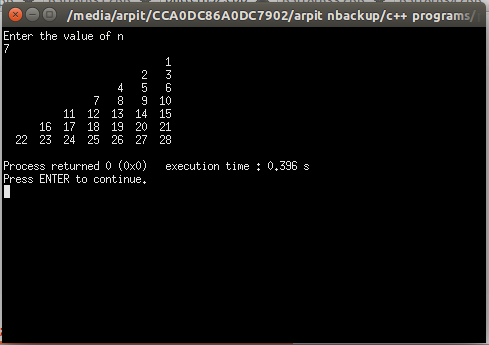 /media/arpit/CCA0DC86A0DC7902/arpit nbackup/c++ programs/
Enter the value of n
7
1
2 3
4 5 6
7 8 9 10
11 12 13 14 15
16 17 18 19 20 21
22 23 24 25 26 27 28
Process returned 0 (0x0) execution time : 0.396 s
Press ENTER to continue.